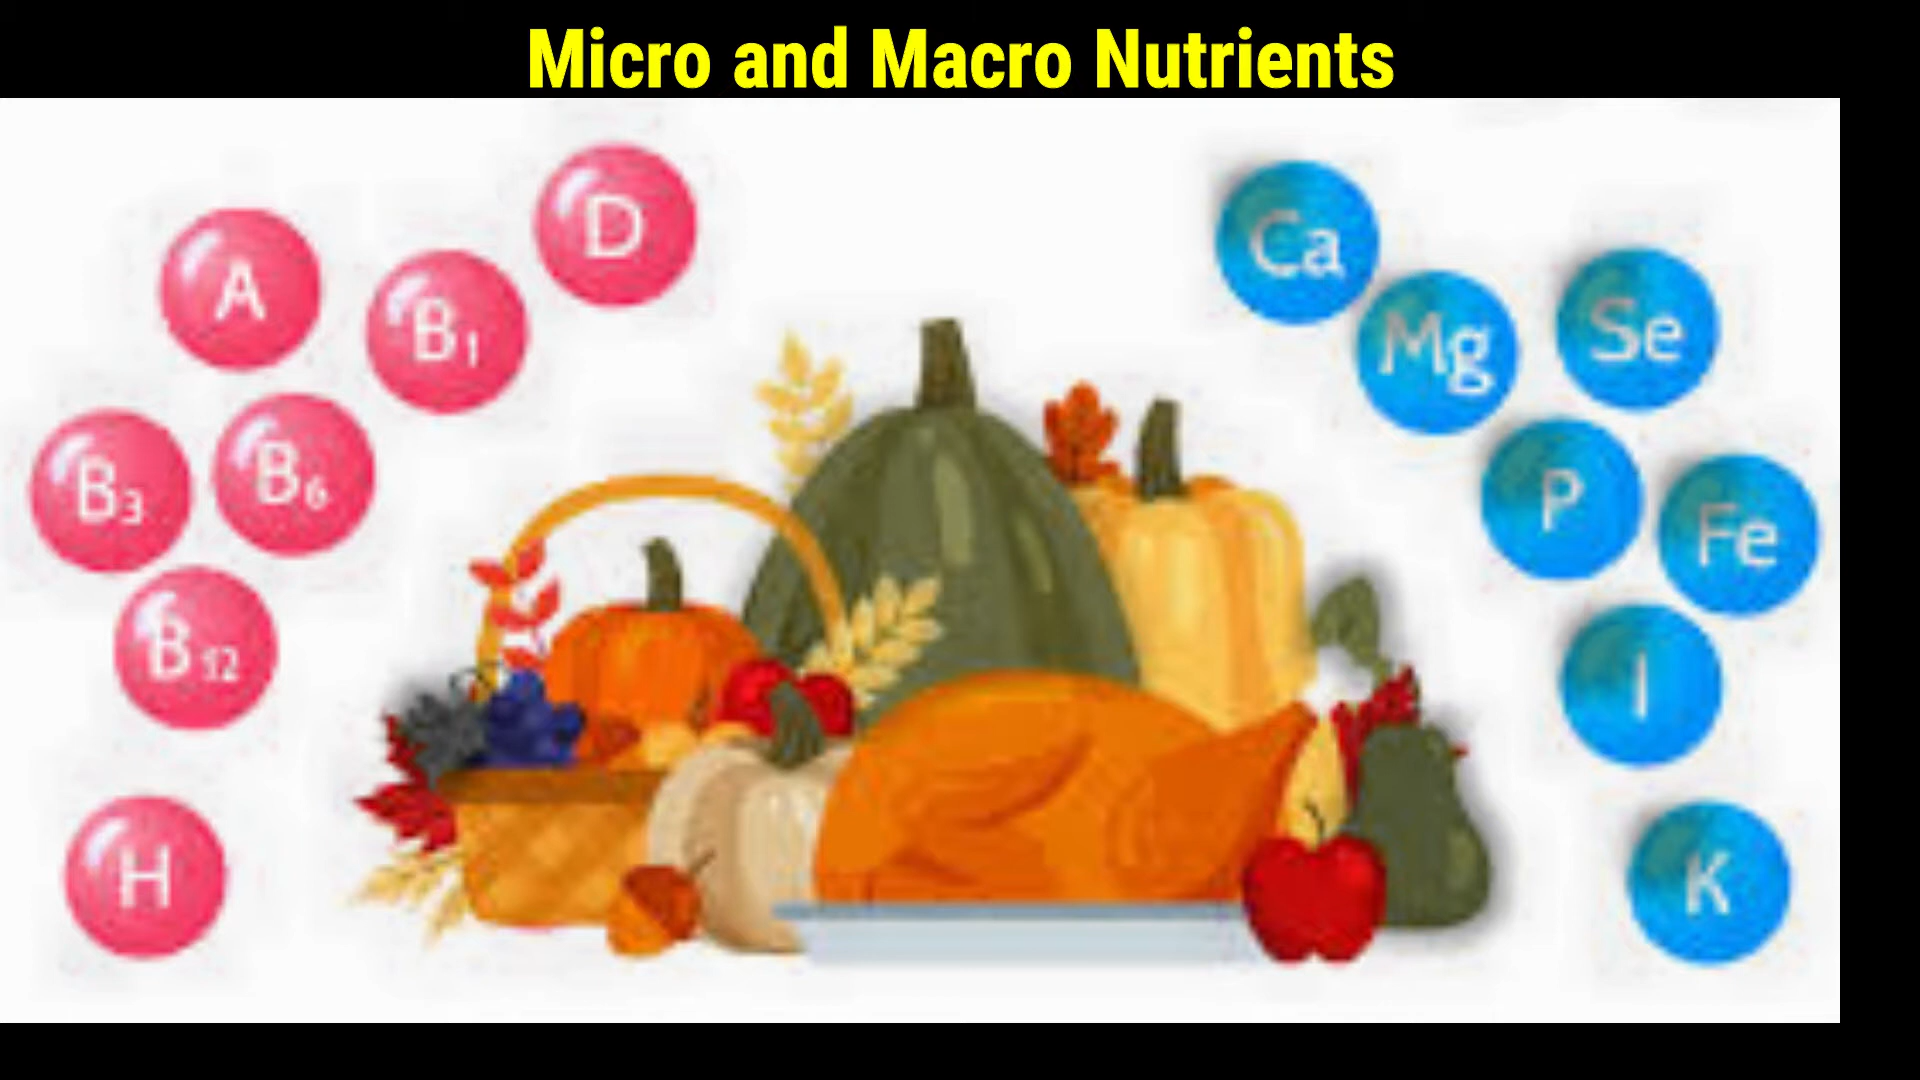 Micro and Macro Nutrients
D
A
B1
B3
B6
B12
H
Ca
Mg
Se
P
Fe
I
K